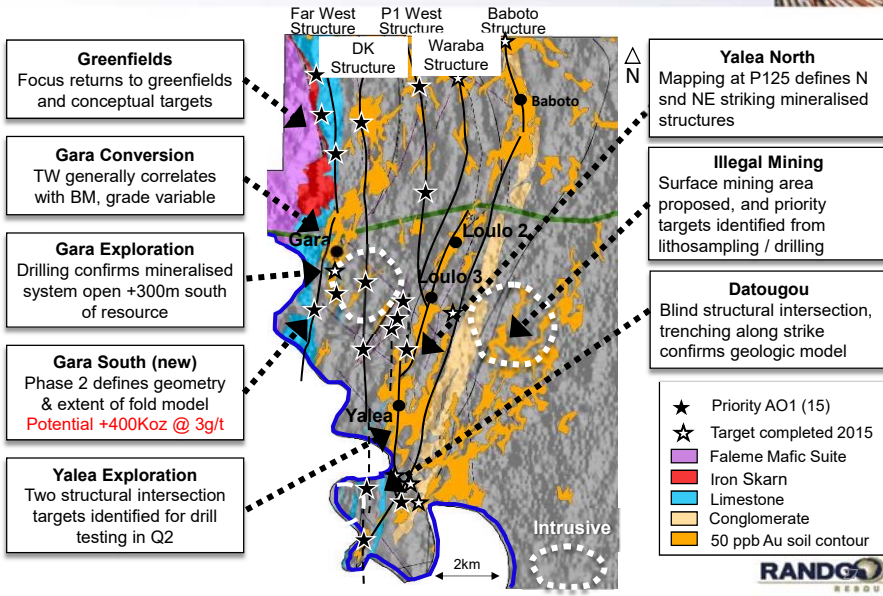 Far West
Structure
P1 West
Structure
Baboto
Structure
DK
Structure
Waraba
Structure
Greenfields
Focus returns to greenfields
and conceptual targets
Gara Conversion
TW generally correlates
with BM, grade variable
Gara Exploration
Drilling confirms mineralised
system open +300m south
of resource
Gara South (new)
Phase 2 defines geometry
& extent of fold model
Potential +400Koz @ 3g/t
Yalea Exploration
Two structural intersection
targets identified for drill
testing in Q2
N
Baboto
Gara
Loulo 2
Loulo 3
Yalea
Intrusive
2km
Yalea North
Mapping at P125 defines N
snd NE striking mineralised
structures
Illegal Mining
Surface mining area
proposed, and priority
targets identified from
lithosampling / drilling
Datougou
Blind structural intersection,
trenching along strike
confirms geologic model
Priority AO1 (15)
Target completed 2015
Faleme Mafic Suite
Iron Skarn
Limestone
Conglomerate
50 ppb Au soil contour